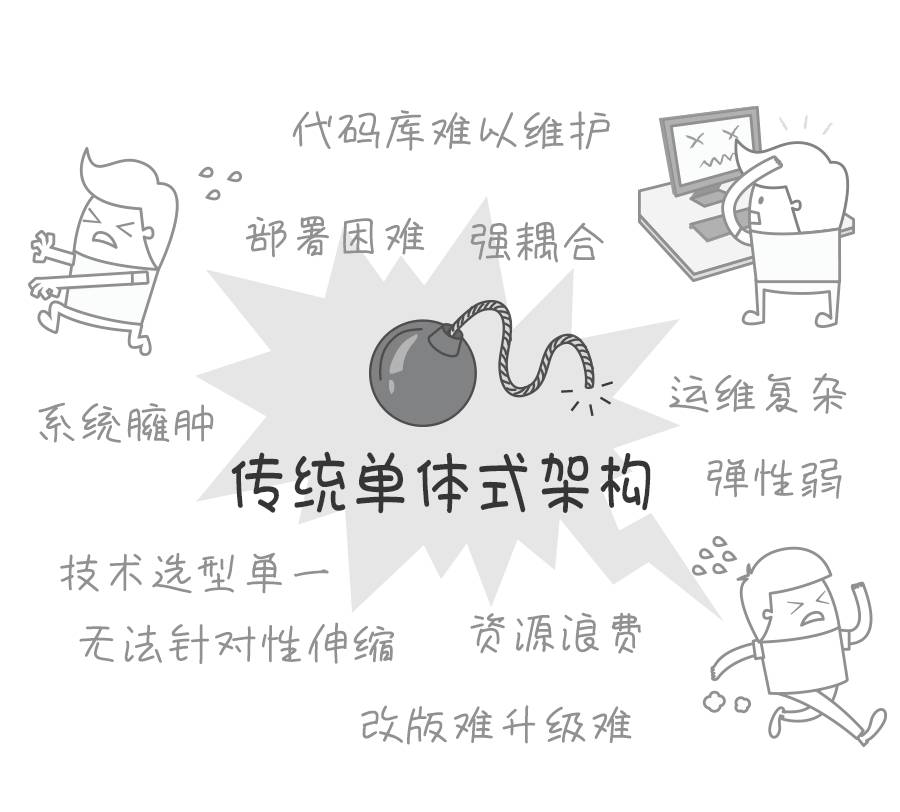 代码库难以维护
部署困难
强耦合
运维复杂
系统臃肿
传统单体式架构
弹性弱
技术选型单一
无法针对性伸缩
资源浪费
改版难升级难